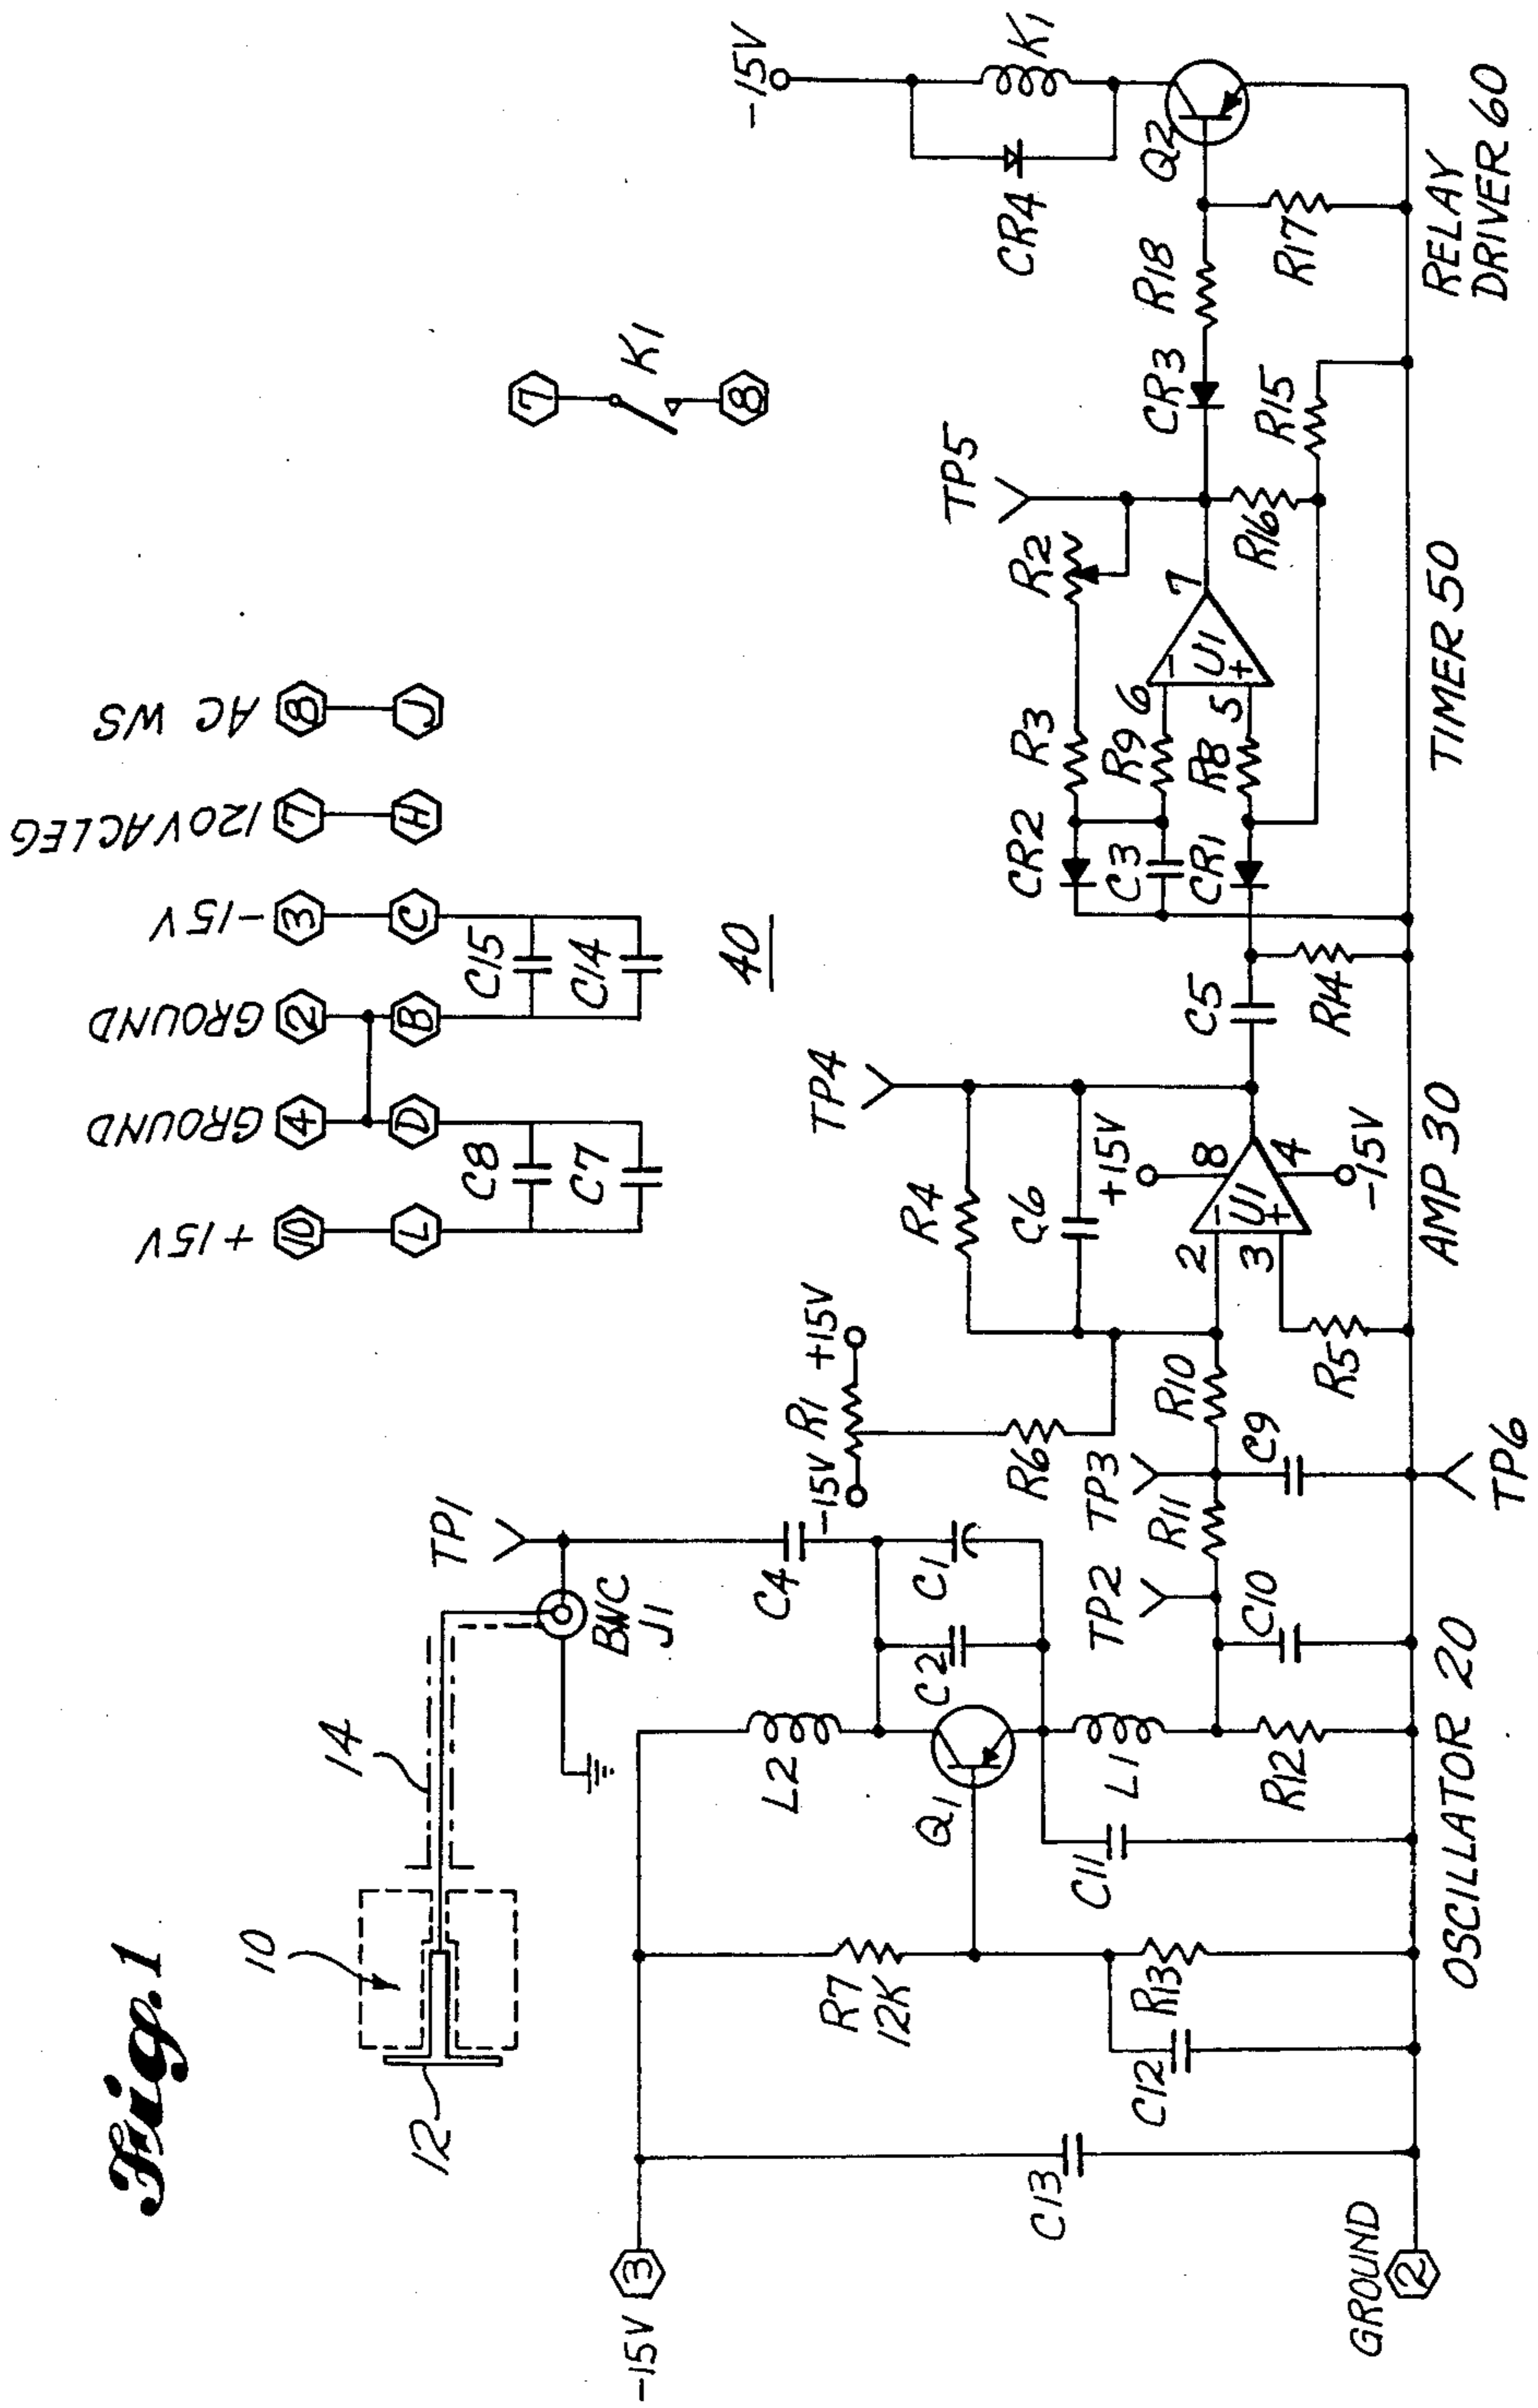 Fig. 1
10
12
14
TP1
BNC
J1
+15V
GROUND
GROUND
-15V
120VAC LEG
AC WS
10
4
2
3
7
8
L
D
B
C
H
J
C8
C7
C15
C14
40
7
K1
8
-15V
3
C13
R7
12K
C12
R13
Q1
L2
C2
C1
C4
C11
L1
R12
C10
TP2
R11
TP3
C9
TP6
-15V
R1
+15V
R6
R10
R4
C6
TP4
+15V
2
3
-
+
U1
8
4
-15V
R5
C5
R14
CR2
C3
CR1
R3
R9
R8
R2
6
5
-
+
U1
7
TP5
R16
R15
CR3
R18
R17
CR4
Q2
K1
-15V
GROUND
2
OSCILLATOR 20
AMP 30
TIMER 50
RELAY
DRIVER 60